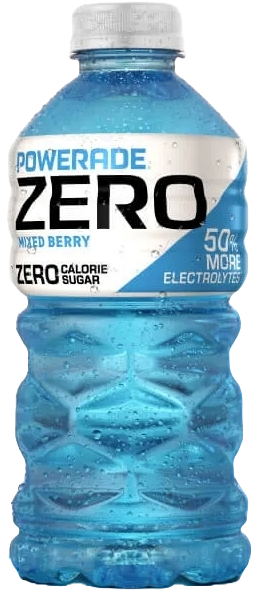 POWERADE
ZERO
MIXED BERRY
ZERO CALORIE
SUGAR
50%
MORE
ELECTROLYTES